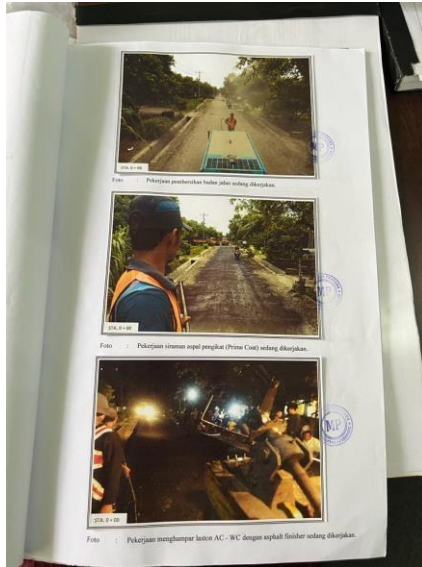 STA. 0 + 00
Foto : Pekerjaan pembersihan badan jalan sedang dikerjakan.
STA. 0 + 00
Foto : Pekerjaan siraman aspal pengikat (Prime Coat) sedang dikerjakan.
MP
STA. 0 + 00
Foto : Pekerjaan menghampar laston AC - WC dengan asphalt finisher sedang dikerjakan.